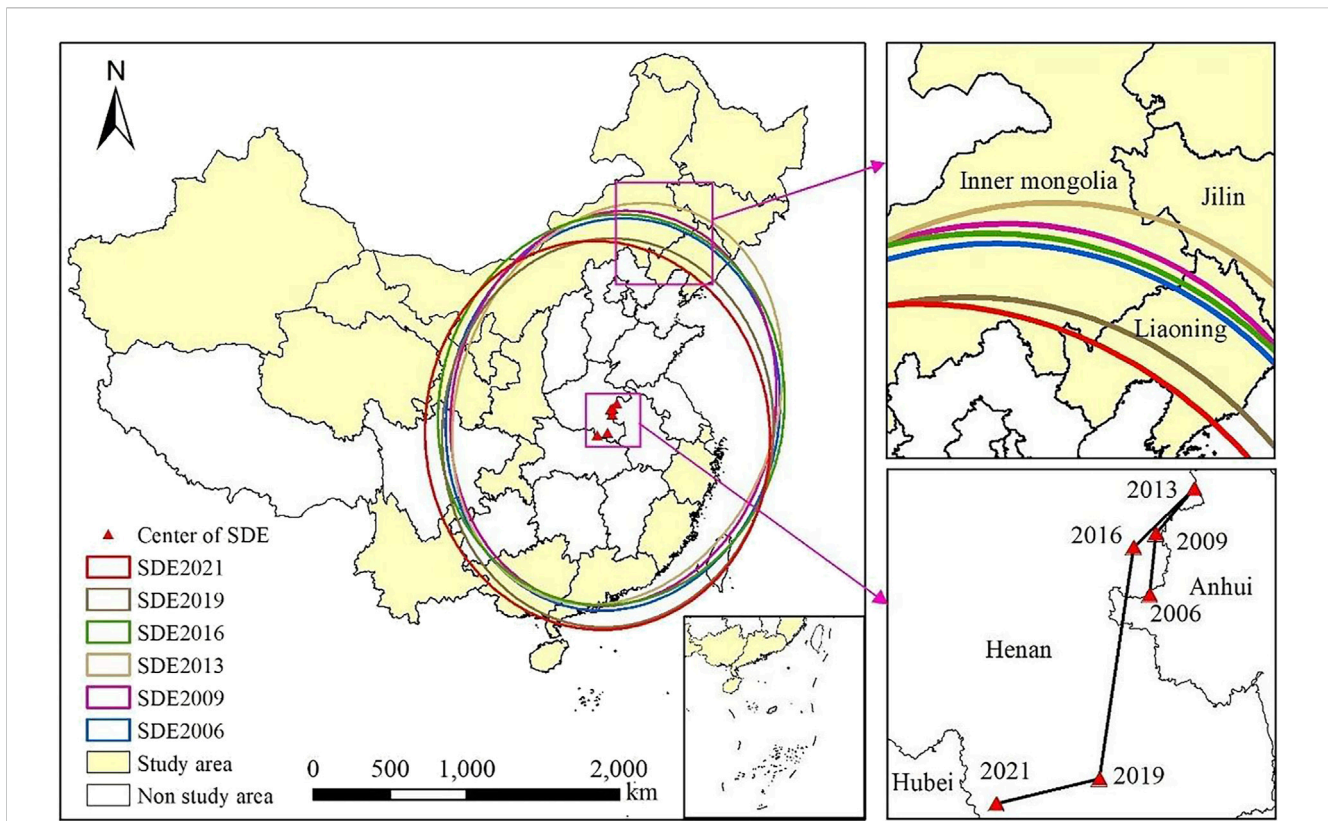 N
Center of SDE
SDE2021
SDE2019
SDE2016
SDE2013
SDE2009
SDE2006
Study area
Non study area
0 500 1,000 2,000
km
Inner mongolia
Jilin
Liaoning
2013
2016
2009
Anhui
2006
Henan
Hubei
2021
2019